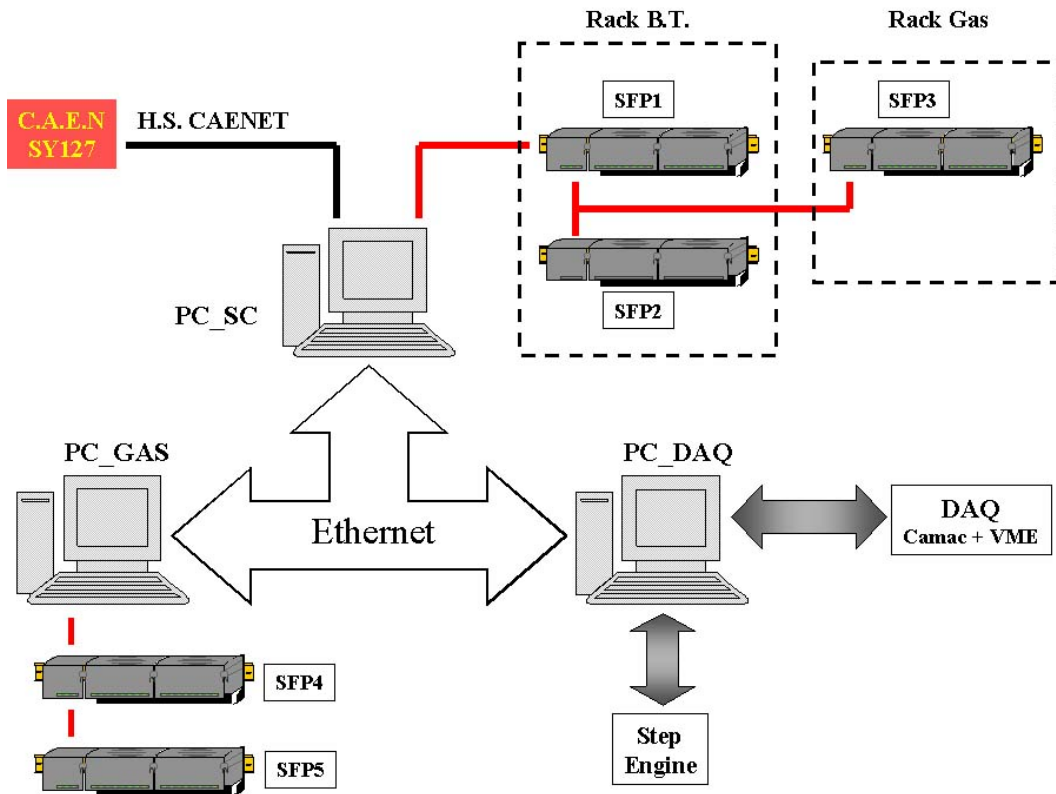 Rack B.T.
Rack Gas
SFP1
SFP3
C.A.E.N
SY127
H.S. CAENET
SFP2
PC_SC
PC_GAS
PC_DAQ
Ethernet
DAQ
Camac + VME
SFP4
Step
Engine
SFP5